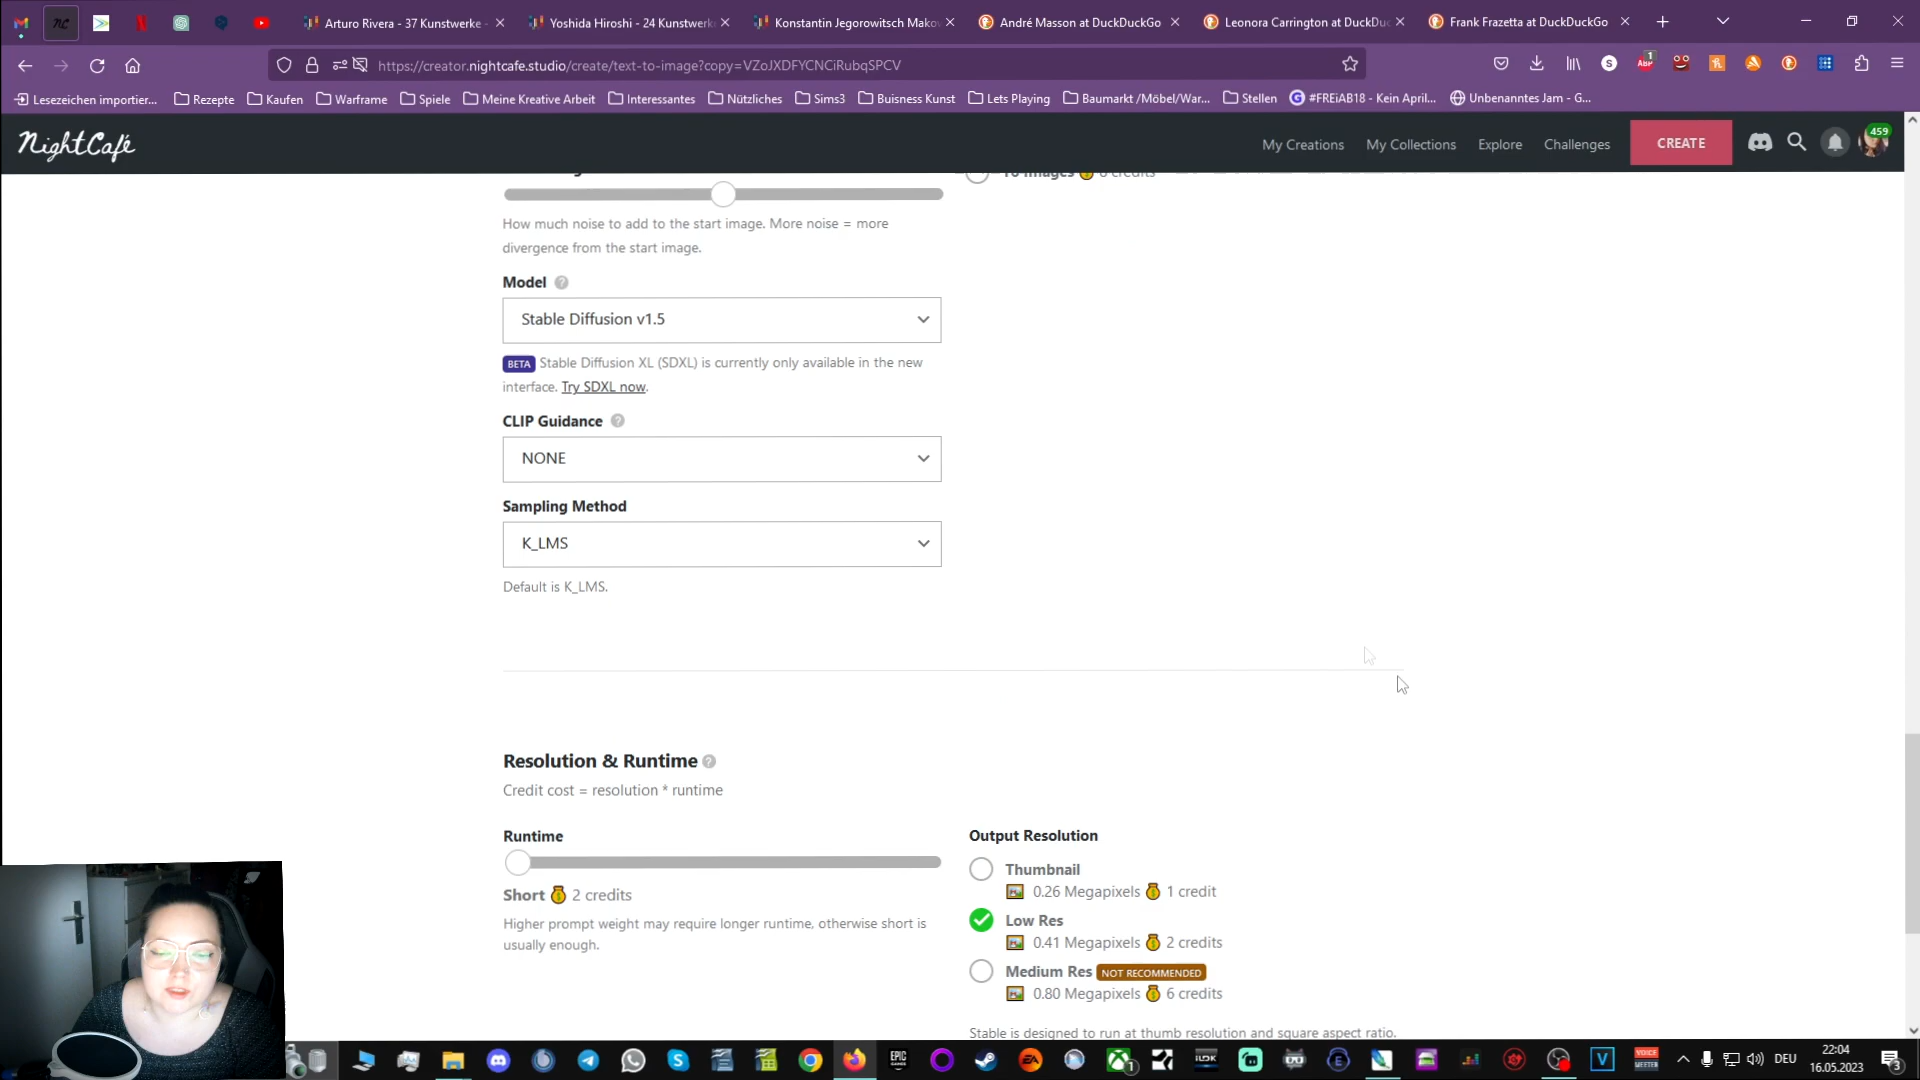 Arturo Rivera - 37 Kunstwerke -
Yoshida Hiroshi - 24 Kunstwerk
Konstantin Jegorowitsch Mako
André Masson at DuckDuckGo
Leonora Carrington at DuckDu
Frank Frazetta at DuckDuckGo
https://creator.nightcafe.studio/create/text-to-image?copy=VZoJXDFYCNCiRubqSPCV
Lesezeichen importier...
Rezepte
Kaufen
Warframe
Spiele
Meine Kreative Arbeit
Interessantes
Nützliches
Sims3
Buisness Kunst
Lets Playing
Baumarkt /Möbel/War...
Stellen
#FREiAB18 - Kein April...
Unbenanntes Jam - G...
NightCafé
My Creations
My Collections
Explore
Challenges
CREATE
459
How much noise to add to the start image. More noise = more
divergence from the start image.
Model
Stable Diffusion v1.5
BETA Stable Diffusion XL (SDXL) is currently only available in the new
interface. Try SDXL now.
CLIP Guidance
NONE
Sampling Method
K_LMS
Default is K_LMS.
Resolution & Runtime
Credit cost = resolution * runtime
Runtime
Short 2 credits
Higher prompt weight may require longer runtime, otherwise short is
usually enough.
Output Resolution
Thumbnail
0.26 Megapixels 1 credit
Low Res
0.41 Megapixels 2 credits
Medium Res NOT RECOMMENDED
0.80 Megapixels 6 credits
Stable is designed to run at thumb resolution and square aspect ratio.
DEU
22:04
16.05.2023